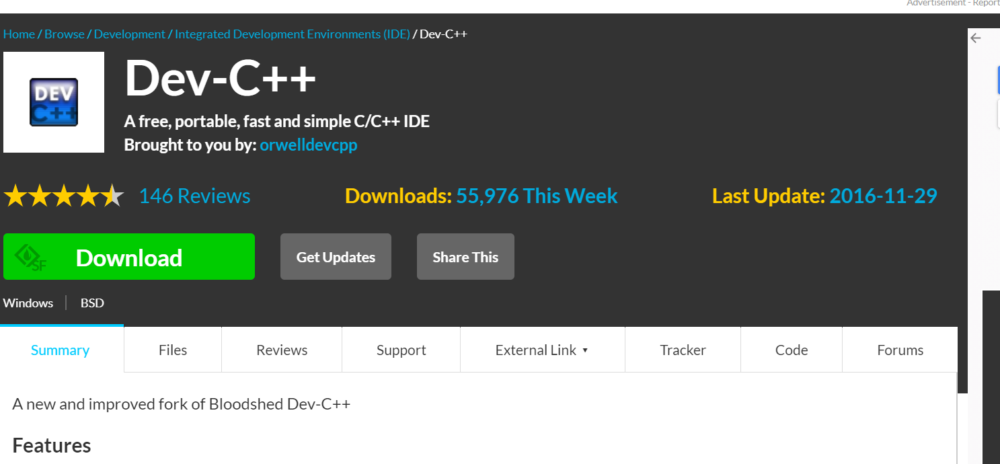 Advertisement - Report
Home / Browse / Development / Integrated Development Environments (IDE) / Dev-C++
DEV
C++
Dev-C++
A free, portable, fast and simple C/C++ IDE
Brought to you by: orwelldevcpp
146 Reviews
Downloads: 55,976 This Week
Last Update: 2016-11-29
SF
Download
Get Updates
Share This
Windows
BSD
Summary
Files
Reviews
Support
External Link ▾
Tracker
Code
Forums
A new and improved fork of Bloodshed Dev-C++
Features